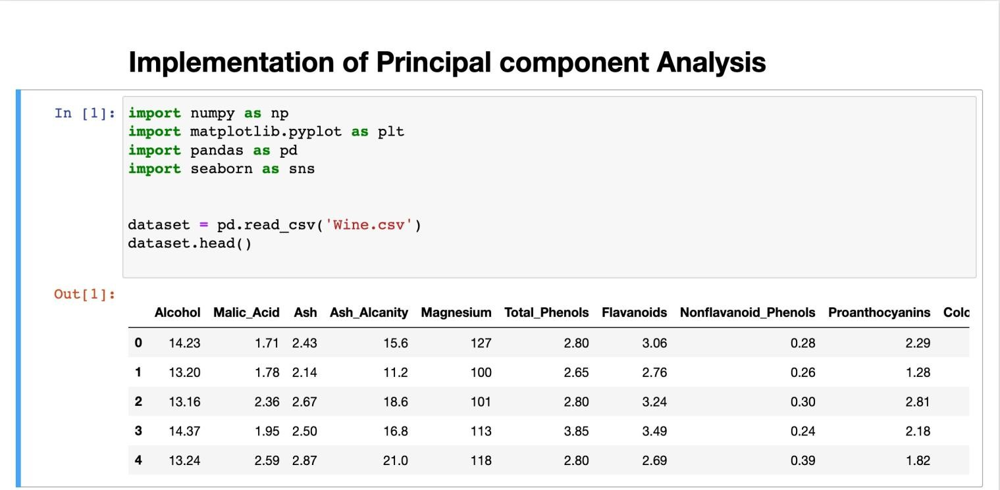 Implementation of Principal component Analysis
In [1]: import numpy as np
import matplotlib.pyplot as plt
import pandas as pd
import seaborn as sns
dataset = pd.read_csv('Wine.csv')
dataset.head()
Out[1]:
Alcohol Malic_Acid Ash Ash_Alcanity Magnesium Total_Phenols Flavanoids Nonflavanoid_Phenols Proanthocyanins
0 14.23 1.71 2.43 15.6 127 2.80 3.06 0.28 2.29
1 13.20 1.78 2.14 11.2 100 2.65 2.76 0.26 1.28
2 13.16 2.36 2.67 18.6 101 2.80 3.24 0.30 2.81
3 14.37 1.95 2.50 16.8 113 3.85 3.49 0.24 2.18
4 13.24 2.59 2.87 21.0 118 2.80 2.69 0.39 1.82